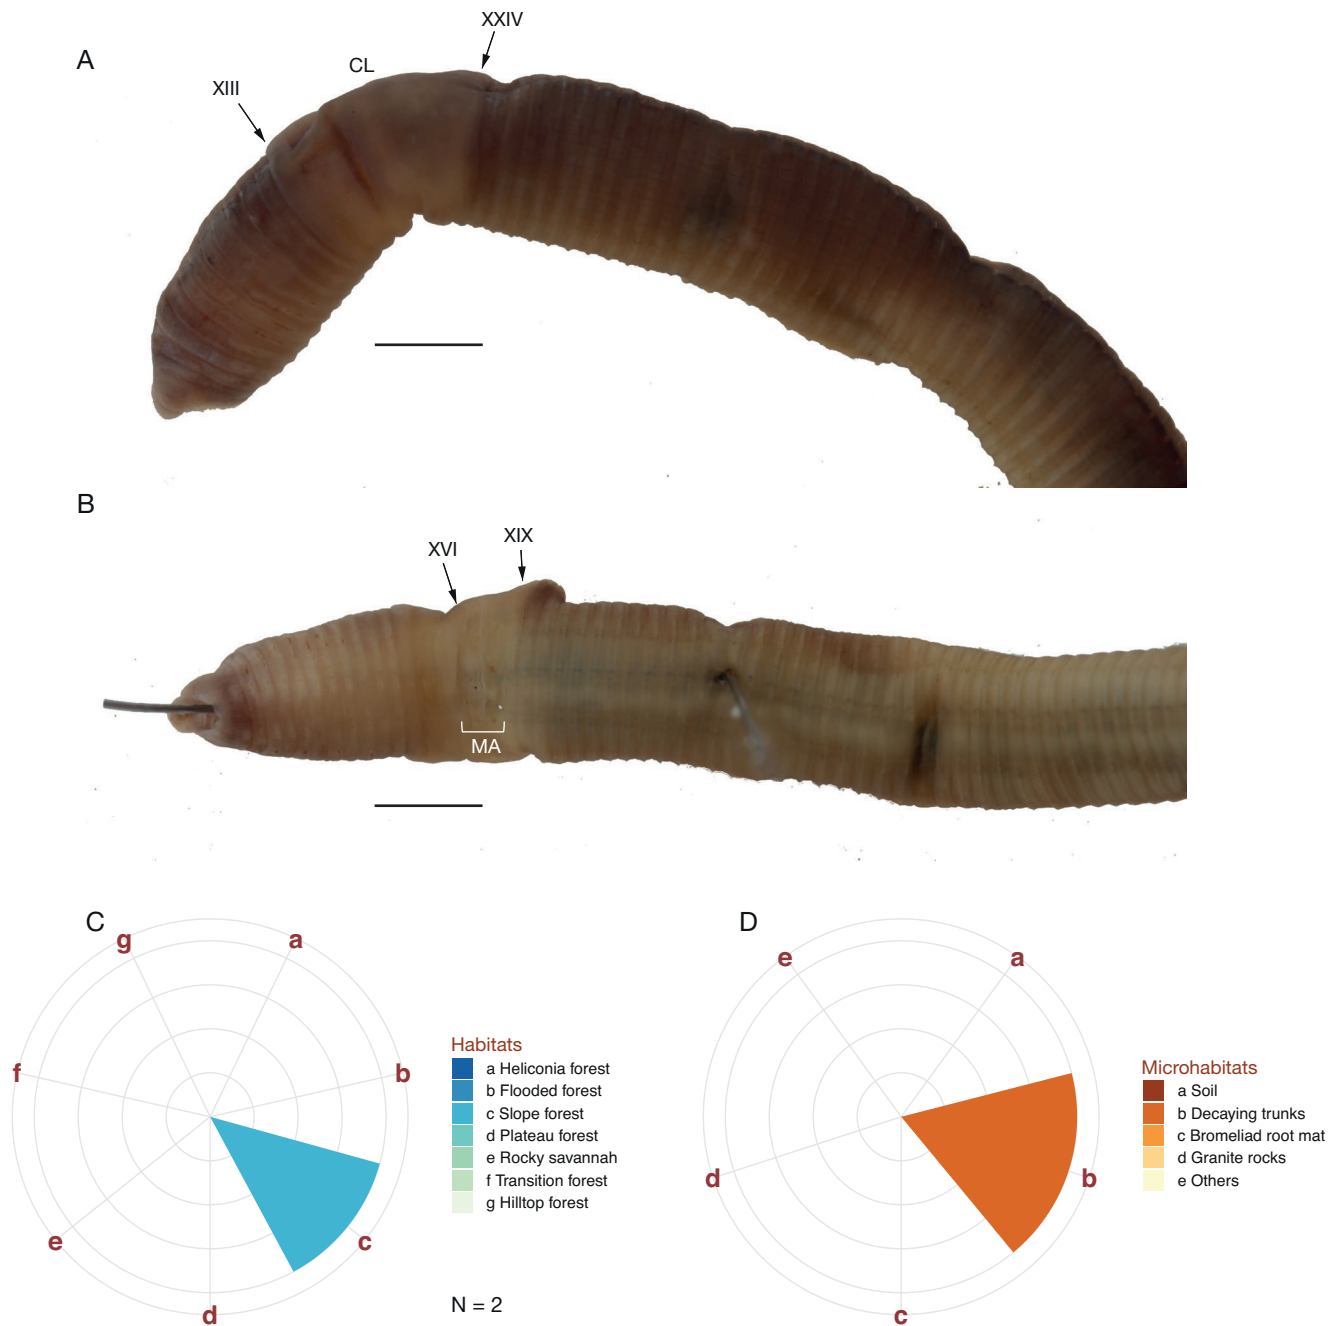 A
XXIV
CL
XIII
B
XVI
XIX
MA
C
g
a
f
b
e
c
d
Habitats
a Heliconia forest
b Flooded forest
c Slope forest
d Plateau forest
e Rocky savannah
f Transition forest
g Hilltop forest
N = 2
D
e
a
d
b
c
Microhabitats
a Soil
b Decaying trunks
c Bromeliad root mat
d Granite rocks
e Others